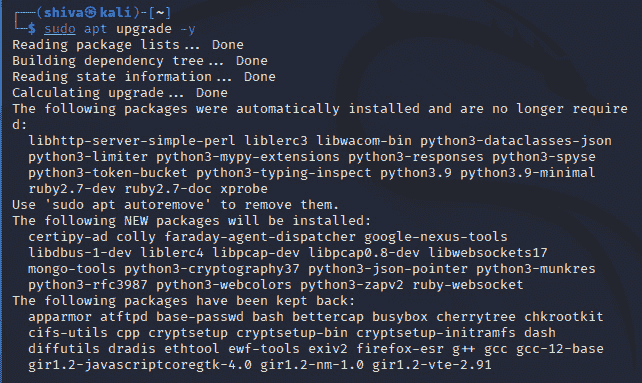 ┌──(shiva㉿kali)-[~]
└─$ sudo apt upgrade -y
Reading package lists... Done
Building dependency tree... Done
Reading state information... Done
Calculating upgrade... Done
The following packages were automatically installed and are no longer require
d:
  libhttp-server-simple-perl liblerc3 libwacom-bin python3-dataclasses-json
  python3-limiter python3-mypy-extensions python3-responses python3-spyse
  python3-token-bucket python3-typing-inspect python3.9 python3.9-minimal
  ruby2.7-dev ruby2.7-doc xprobe
Use 'sudo apt autoremove' to remove them.
The following NEW packages will be installed:
  certipy-ad colly faraday-agent-dispatcher google-nexus-tools
  libdbus-1-dev liblerc4 libpcap-dev libpcap0.8-dev libwebsockets17
  mongo-tools python3-cryptography37 python3-json-pointer python3-munkres
  python3-rfc3987 python3-webcolors python3-zapv2 ruby-websocket
The following packages have been kept back:
  apparmor atftpd base-passwd bash bettercap busybox cherrytree chkrootkit
  cifs-utils cpp cryptsetup cryptsetup-bin cryptsetup-initramfs dash
  diffutils dradis ethtool ewf-tools exiv2 firefox-esr g++ gcc gcc-12-base
  gir1.2-javascriptcoregtk-4.0 gir1.2-nm-1.0 gir1.2-vte-2.91